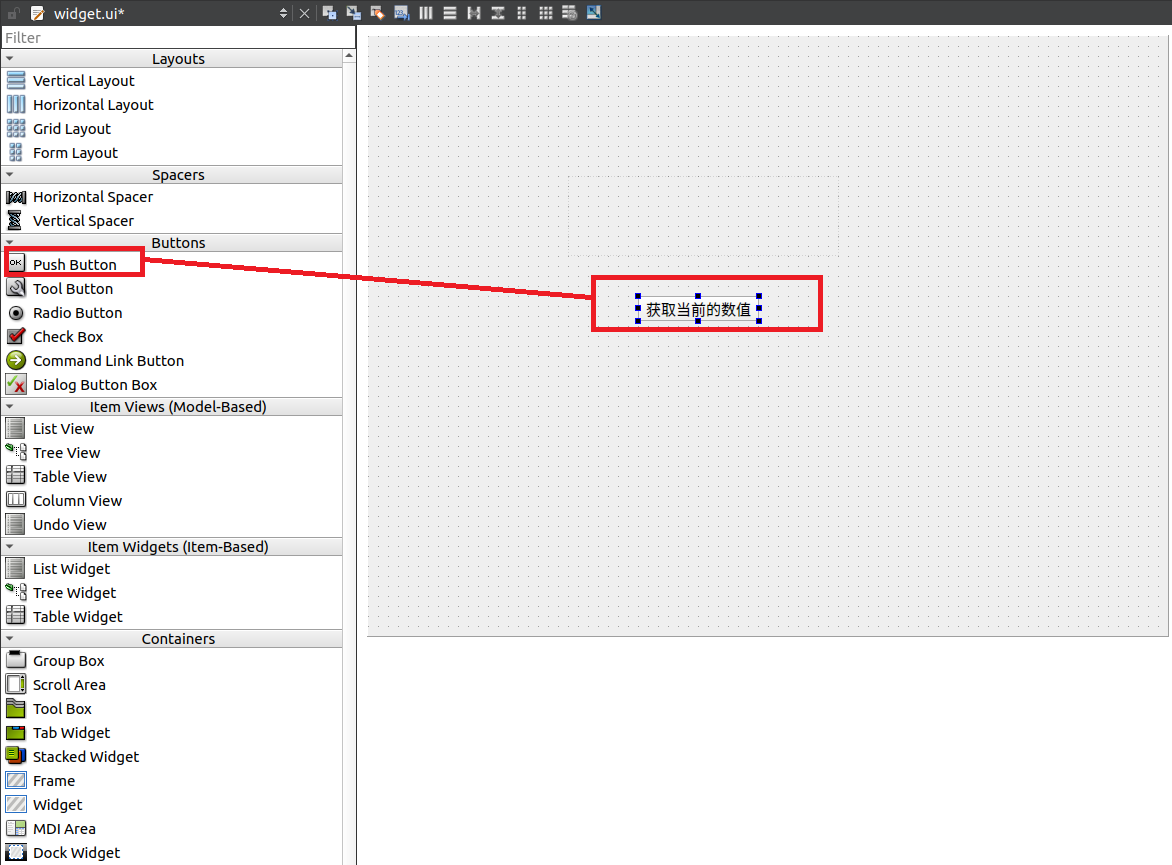 widget.ui*
Filter
Layouts
Vertical Layout
Horizontal Layout
Grid Layout
Form Layout
Spacers
Horizontal Spacer
Vertical Spacer
Buttons
OK Push Button
Tool Button
Radio Button
Check Box
Command Link Button
Dialog Button Box
Item Views (Model-Based)
List View
Tree View
Table View
Column View
Undo View
Item Widgets (Item-Based)
List Widget
Tree Widget
Table Widget
Containers
Group Box
Scroll Area
Tool Box
Tab Widget
Stacked Widget
Frame
Widget
MDI Area
Dock Widget
获取当前的数值